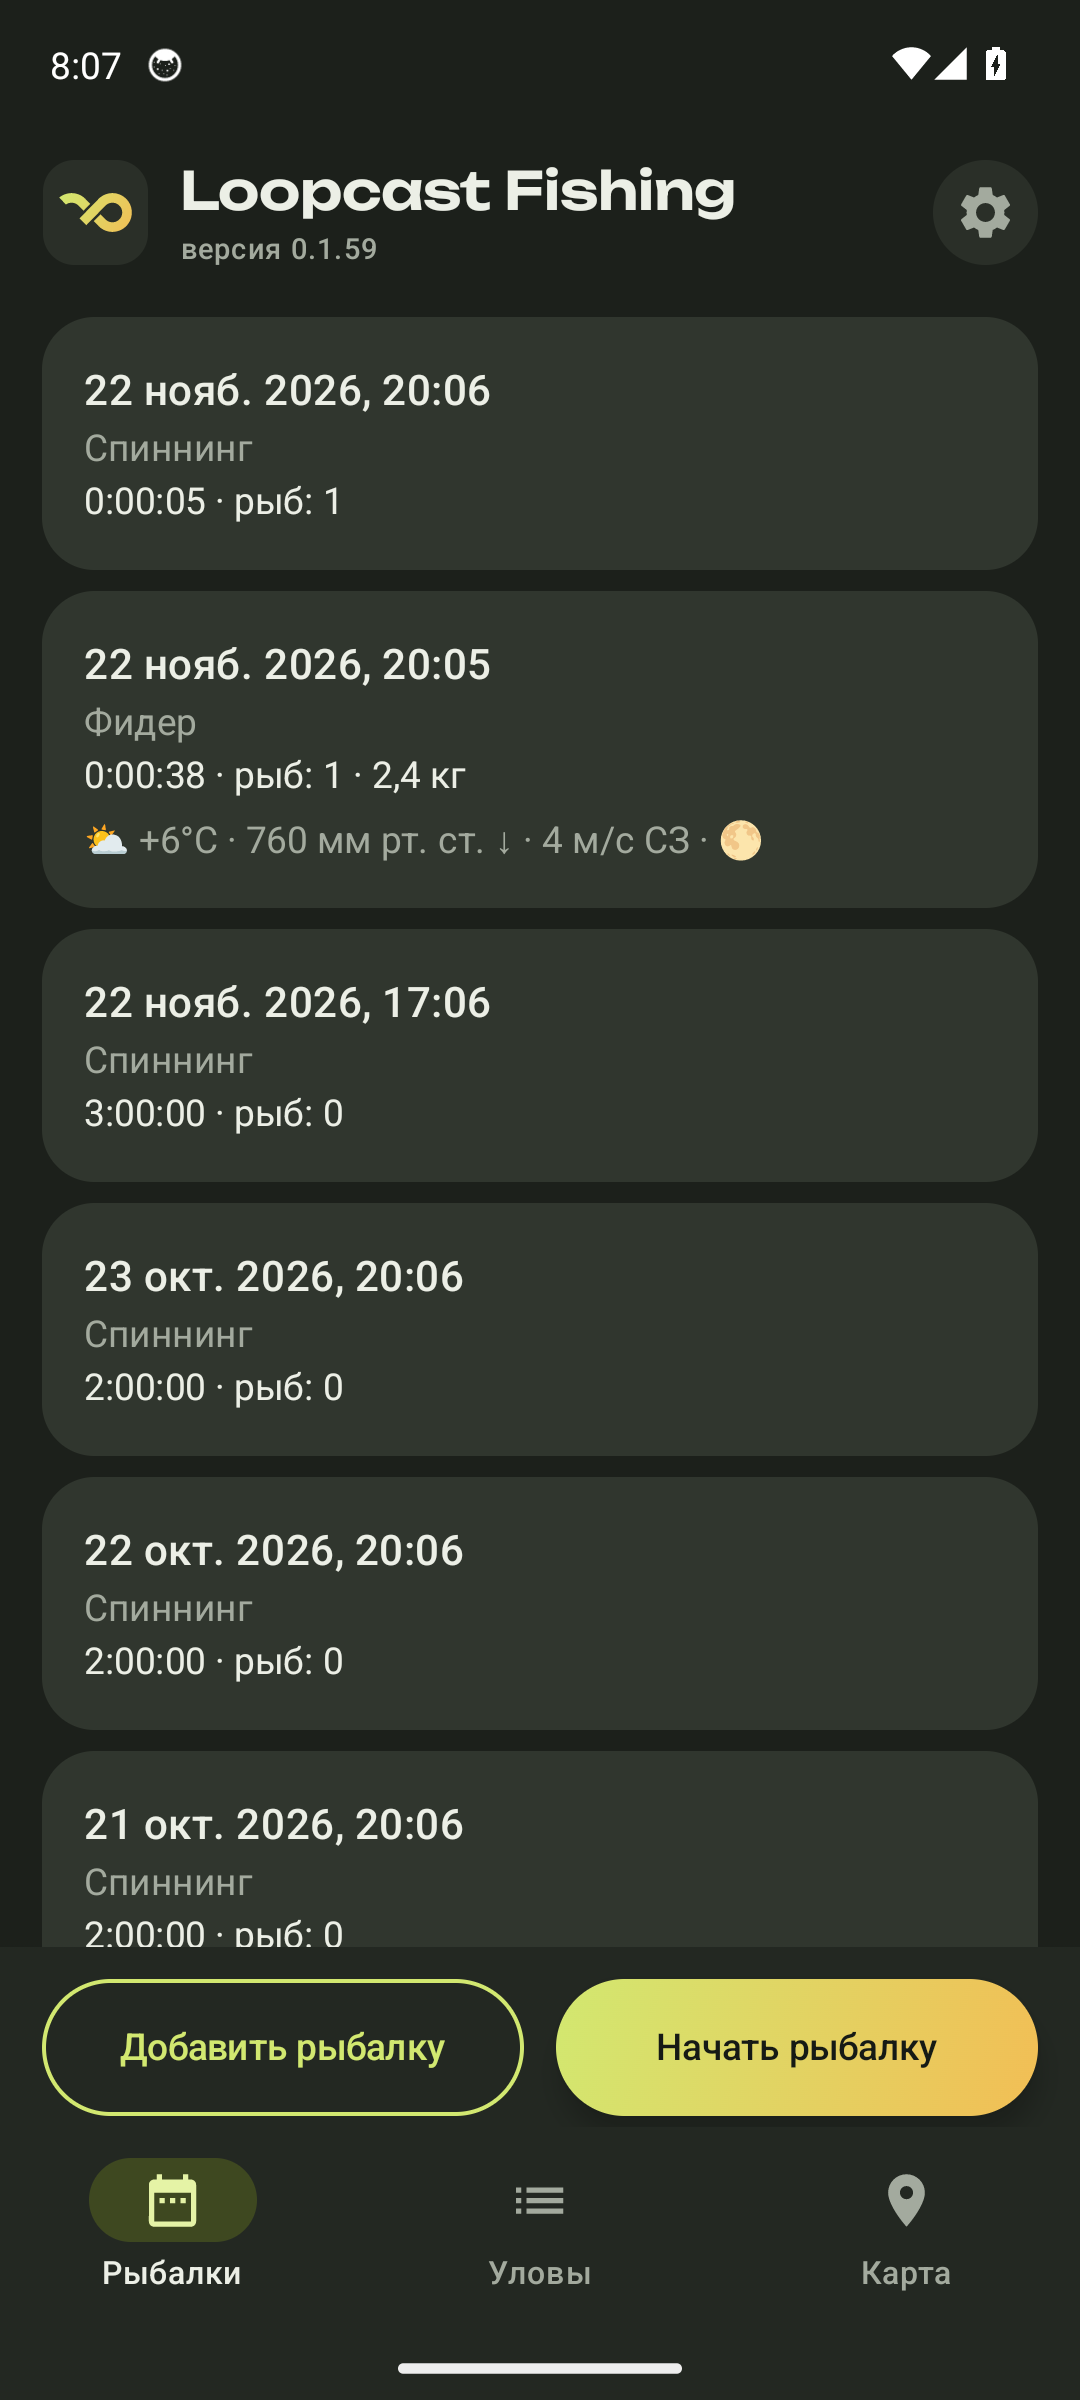 8:07
Loopcast Fishing
версия 0.1.59
22 нояб. 2026, 20:06
Спиннинг
0:00:05 · рыб: 1
22 нояб. 2026, 20:05
Фидер
0:00:38 · рыб: 1 · 2,4 кг
+6°C · 760 мм рт. ст. ↓ · 4 м/с СЗ ·
22 нояб. 2026, 17:06
Спиннинг
3:00:00 · рыб: 0
23 окт. 2026, 20:06
Спиннинг
2:00:00 · рыб: 0
22 окт. 2026, 20:06
Спиннинг
2:00:00 · рыб: 0
21 окт. 2026, 20:06
Спиннинг
2:00:00 · рыб: 0
Добавить рыбалку
Начать рыбалку
Рыбалки
Уловы
Карта